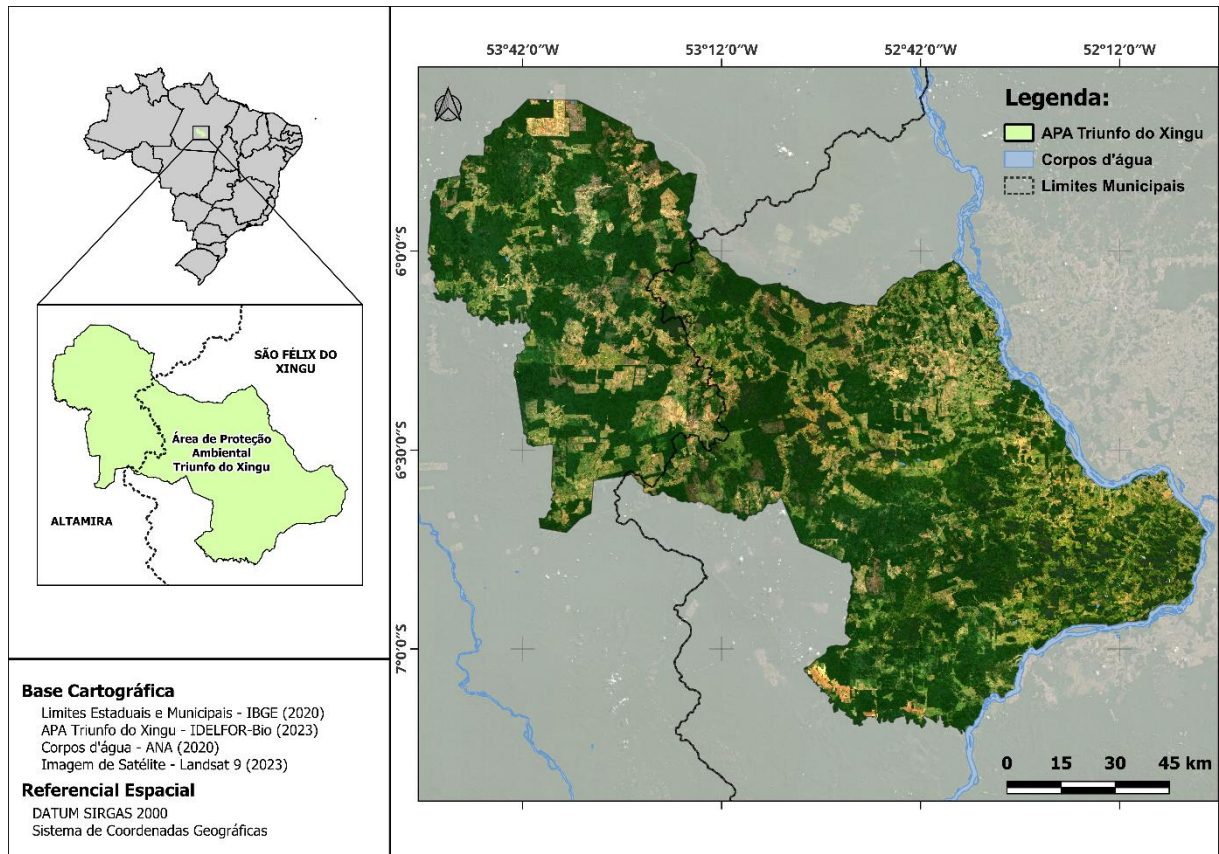 53°42'0"W
53°12'0"W
52°42'0"W
52°12'0"W
Legenda:
APA Triunfo do Xingu
Corpos d'água
Limites Municipais
6°0'0"S
6°30'0"S
7°0'0"S
0 15 30 45 km
SÃO FÉLIX DO
XINGU
Área de Proteção
Ambiental
Triunfo do Xingu
ALTAMIRA
Base Cartográfica
Limites Estaduais e Municipais - IBGE (2020)
APA Triunfo do Xingu - IDELFOR-Bio (2023)
Corpos d'água - ANA (2020)
Imagem de Satélite - Landsat 9 (2023)
Referencial Espacial
DATUM SIRGAS 2000
Sistema de Coordenadas Geográficas